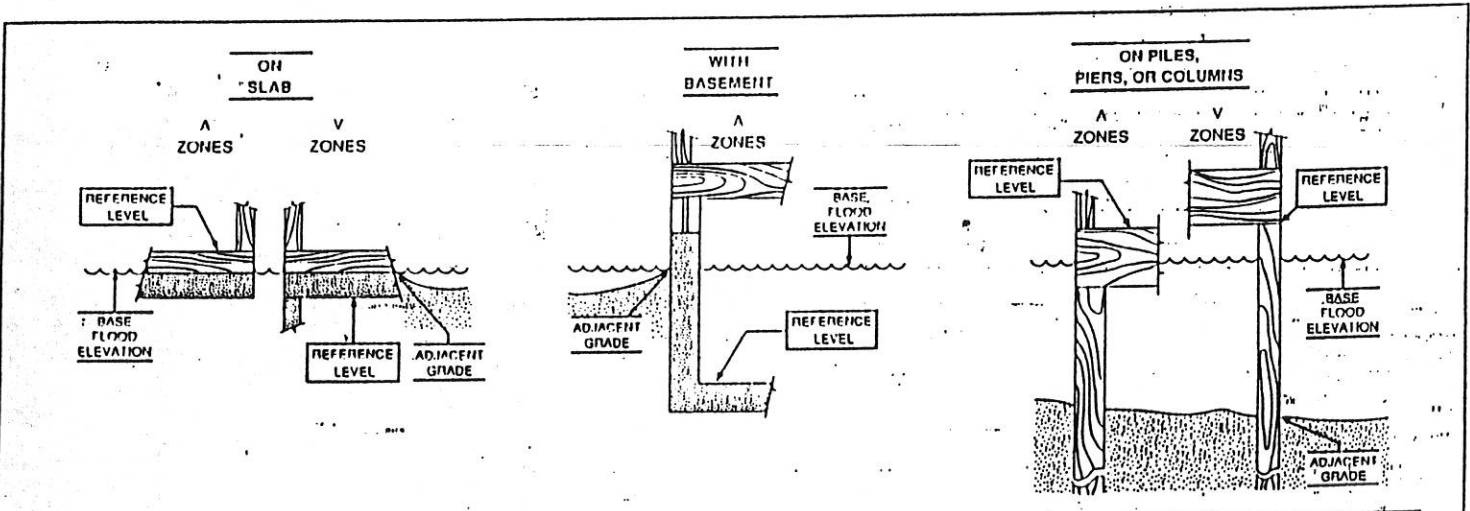 ON
SLAB
A
ZONES
V
ZONES
REFERENCE
LEVEL
BASE
FLOOD
ELEVATION
REFERENCE
LEVEL
ADJACENT
GRADE
WITH
BASEMENT
A
ZONES
BASE
FLOOD
ELEVATION
ADJACENT
GRADE
REFERENCE
LEVEL
ON PILES,
PIERS, OR COLUMNS
A
ZONES
V
ZONES
REFERENCE
LEVEL
REFERENCE
LEVEL
BASE
FLOOD
ELEVATION
ADJACENT
GRADE